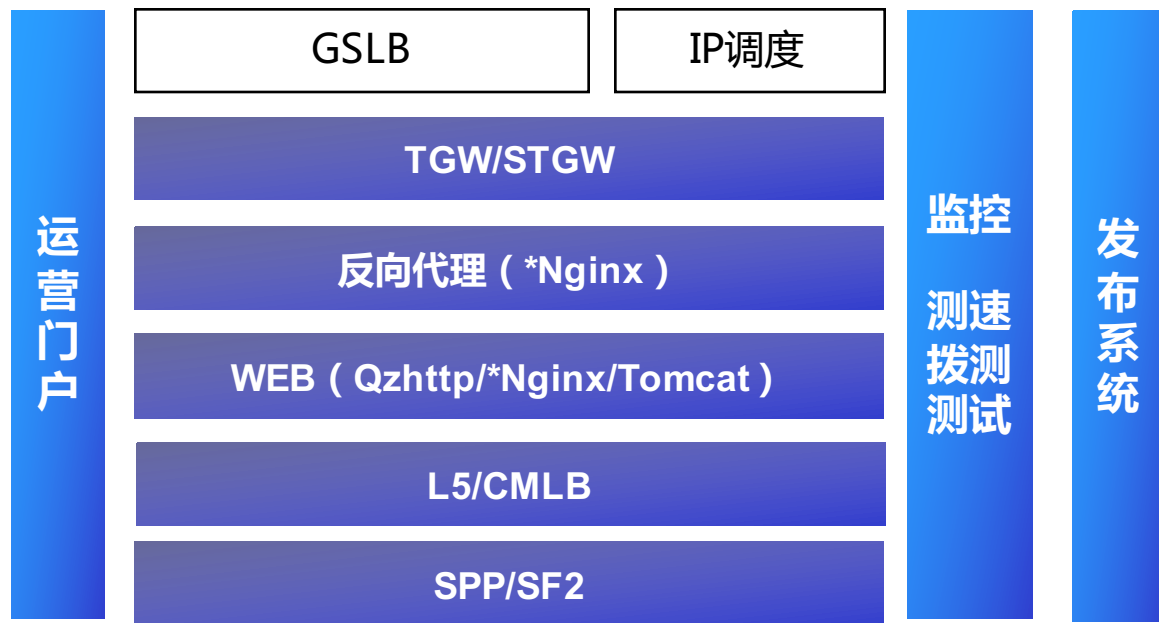 运
营
门
户
GSLB
IP调度
TGW/STGW
反向代理（*Nginx）
WEB（Qzhttp/*Nginx/Tomcat）
L5/CMLB
SPP/SF2
监控
测速
拨测
测试
发
布
系
统